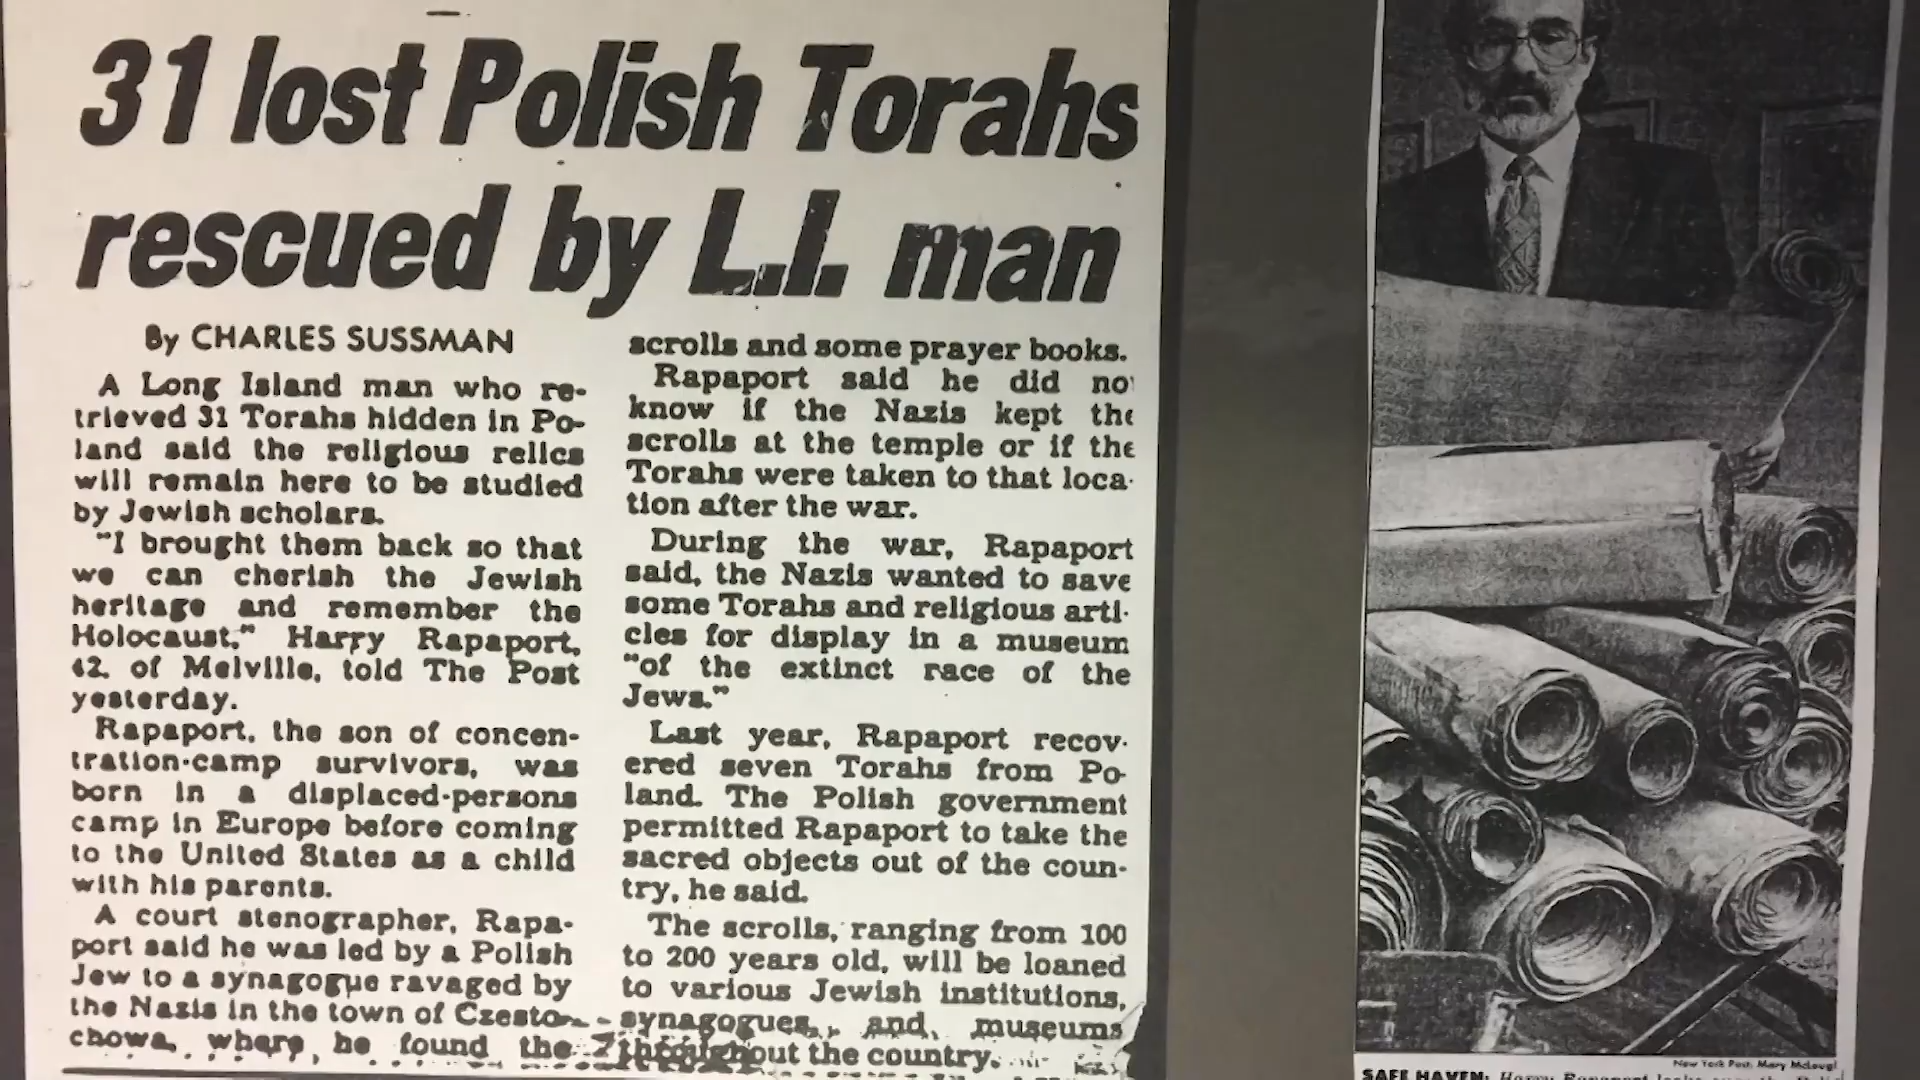 31 lost Polish Torahs
rescued by L.I. man
By CHARLES SUSSMAN
A Long Island man who re-
trieved 31 Torahs hidden in Po-
land said the religious relics
will remain here to be studied
by Jewish scholars.
"I brought them back so that
we can cherish the Jewish
heritage and remember the
Holocaust," Harry Rapaport,
42, of Melville, told The Post
yesterday.
Rapaport, the son of concen-
tration-camp survivors, was
born in a displaced-persons
camp in Europe before coming
to the United States as a child
with his parents.
A court stenographer, Rapa-
port said he was led by a Polish
Jew to a synagogue ravaged by
the Nazis in the town of Czesto-
chowa, where he found the
scrolls and some prayer books.
Rapaport said he did no
know if the Nazis kept the
scrolls at the temple or if the
Torahs were taken to that loca-
tion after the war.
During the war, Rapaport
said, the Nazis wanted to save
some Torahs and religious arti-
cles for display in a museum
"of the extinct race of the
Jews."
Last year, Rapaport recov-
ered seven Torahs from Po-
land. The Polish government
permitted Rapaport to take the
sacred objects out of the coun-
try, he said.
The scrolls, ranging from 100
to 200 years old, will be loaned
to various Jewish institutions,
synagogues, and museums
throughout the country.
New York Post: Mary McLough
SAFE HAVEN: Harry Rapaport looks